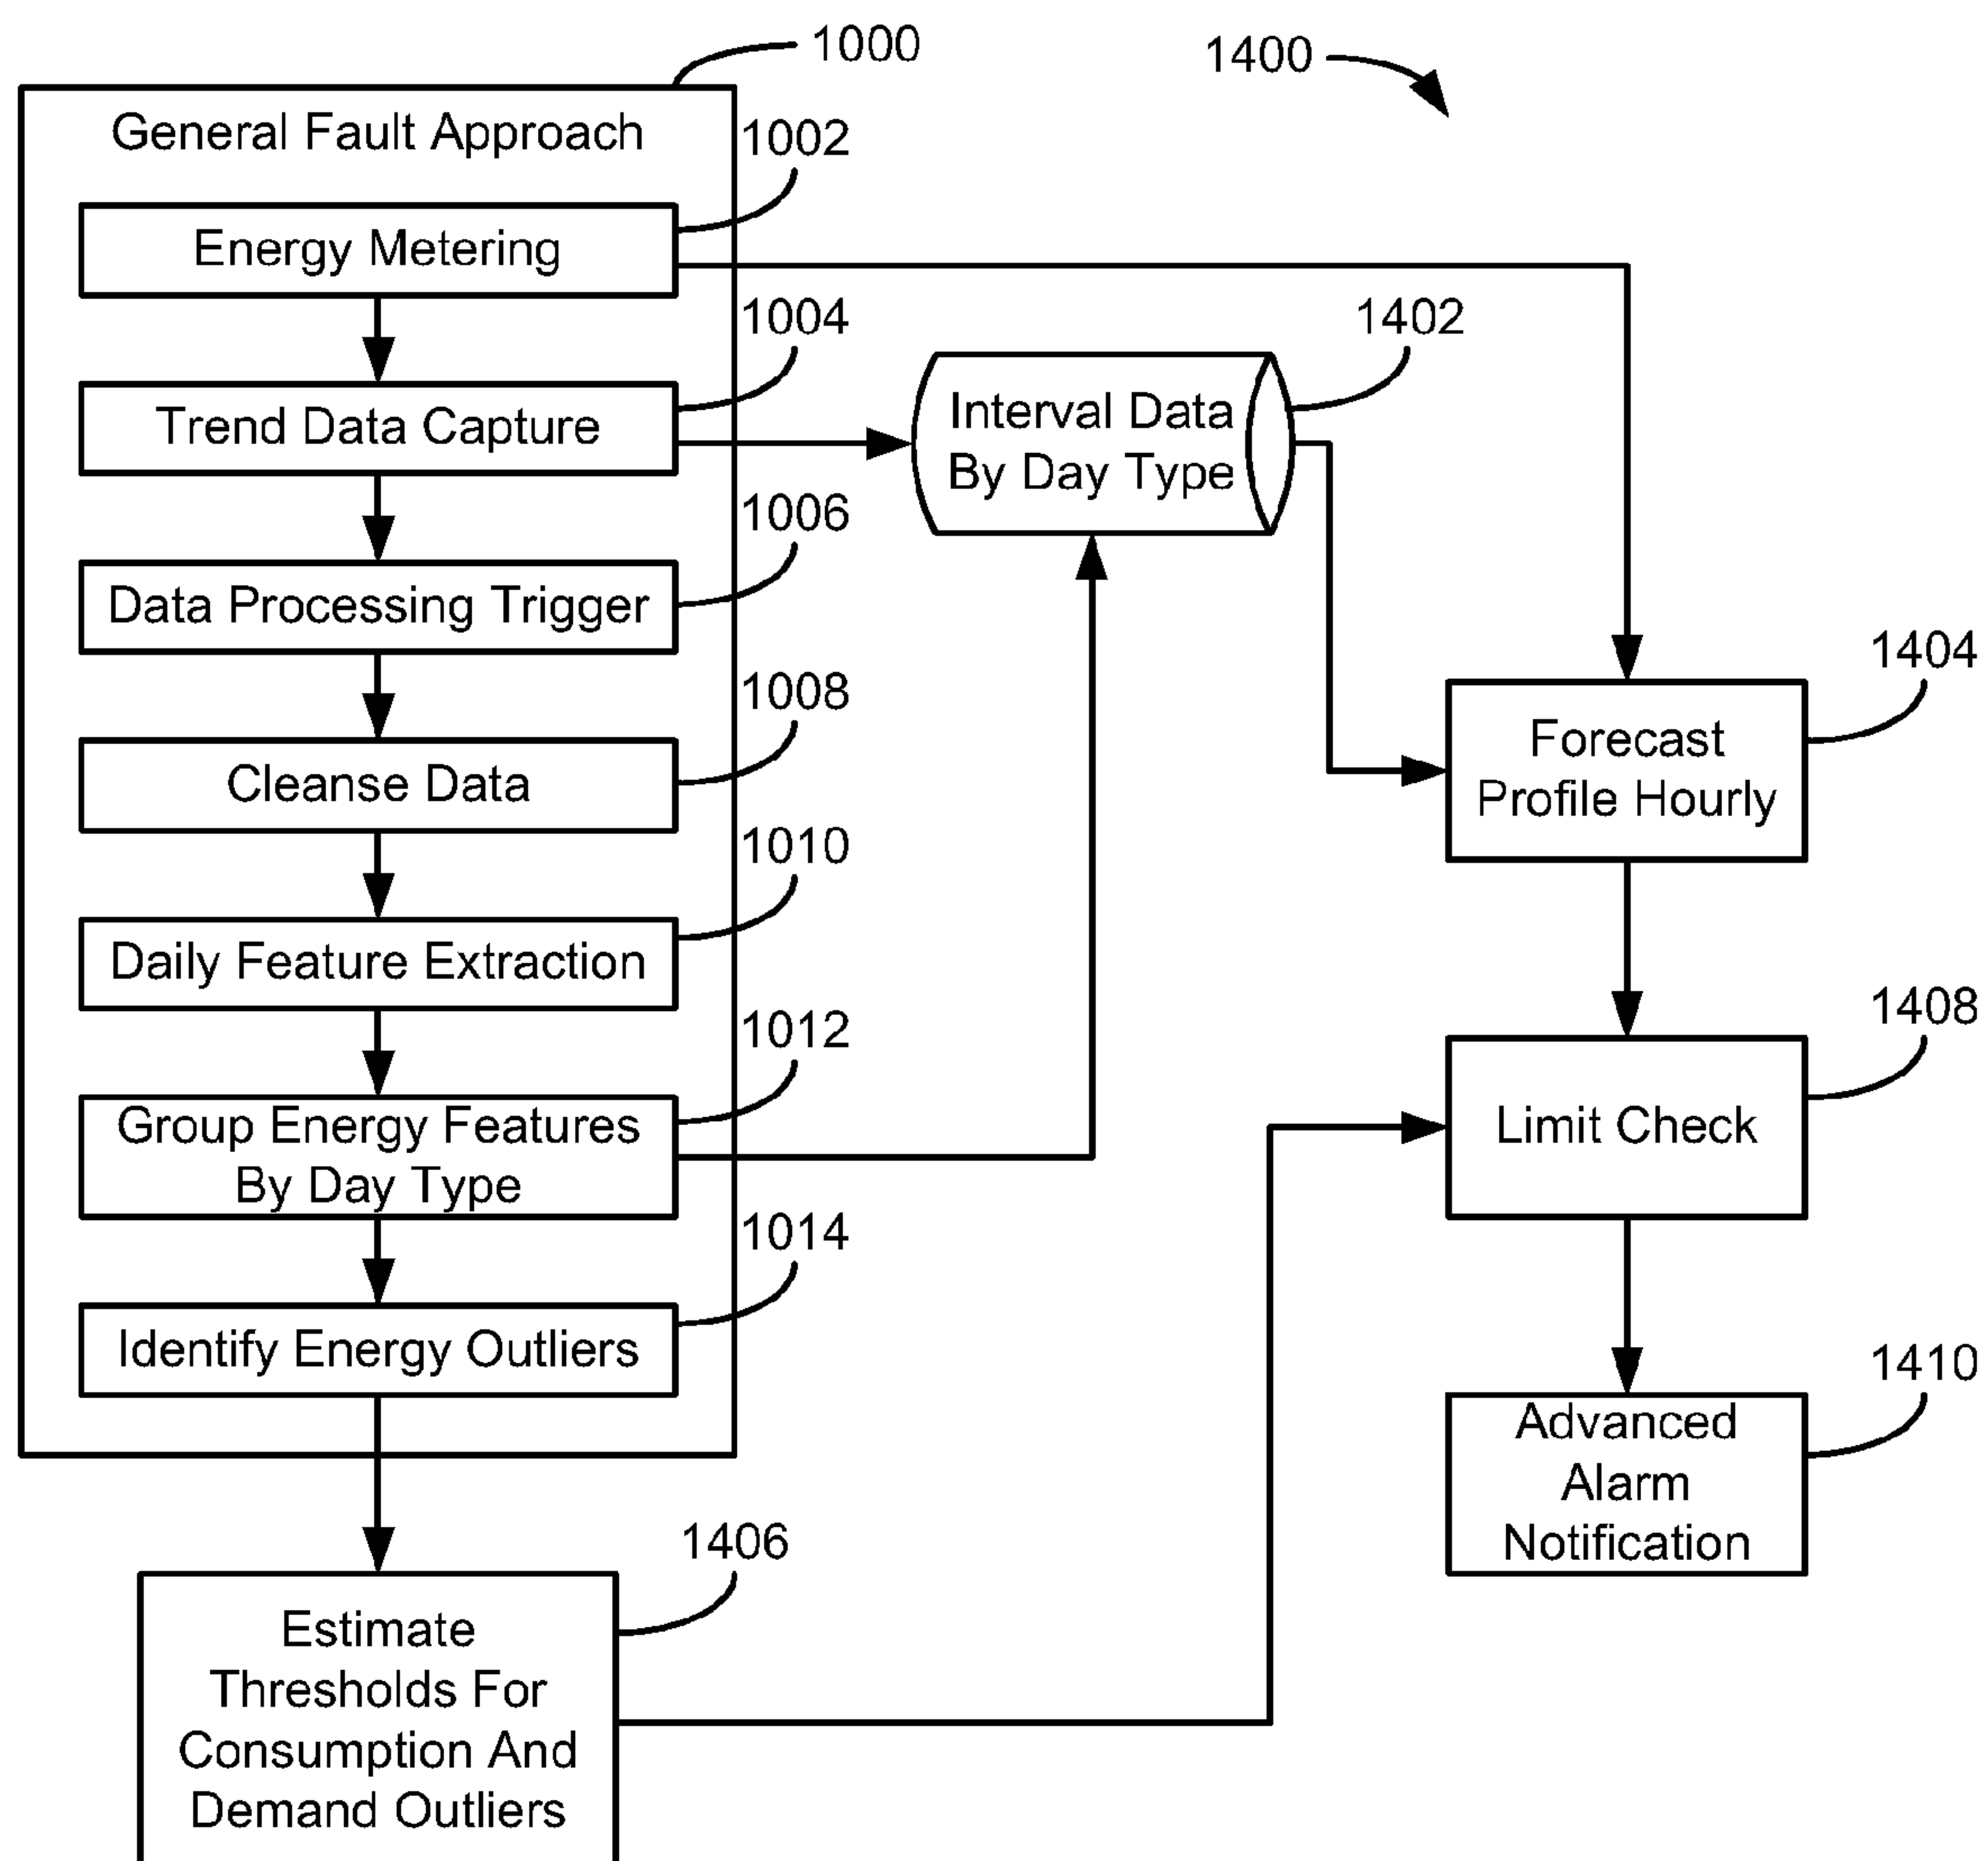 1000
1400
General Fault Approach
1002
Energy Metering
1004
1402
Trend Data Capture
Interval Data
By Day Type
1006
Data Processing Trigger
1404
1008
Forecast
Profile Hourly
Cleanse Data
1010
Daily Feature Extraction
1012
1408
Group Energy Features
By Day Type
Limit Check
1014
Identify Energy Outliers
1410
Advanced
Alarm
Notification
1406
Estimate
Thresholds For
Consumption And
Demand Outliers